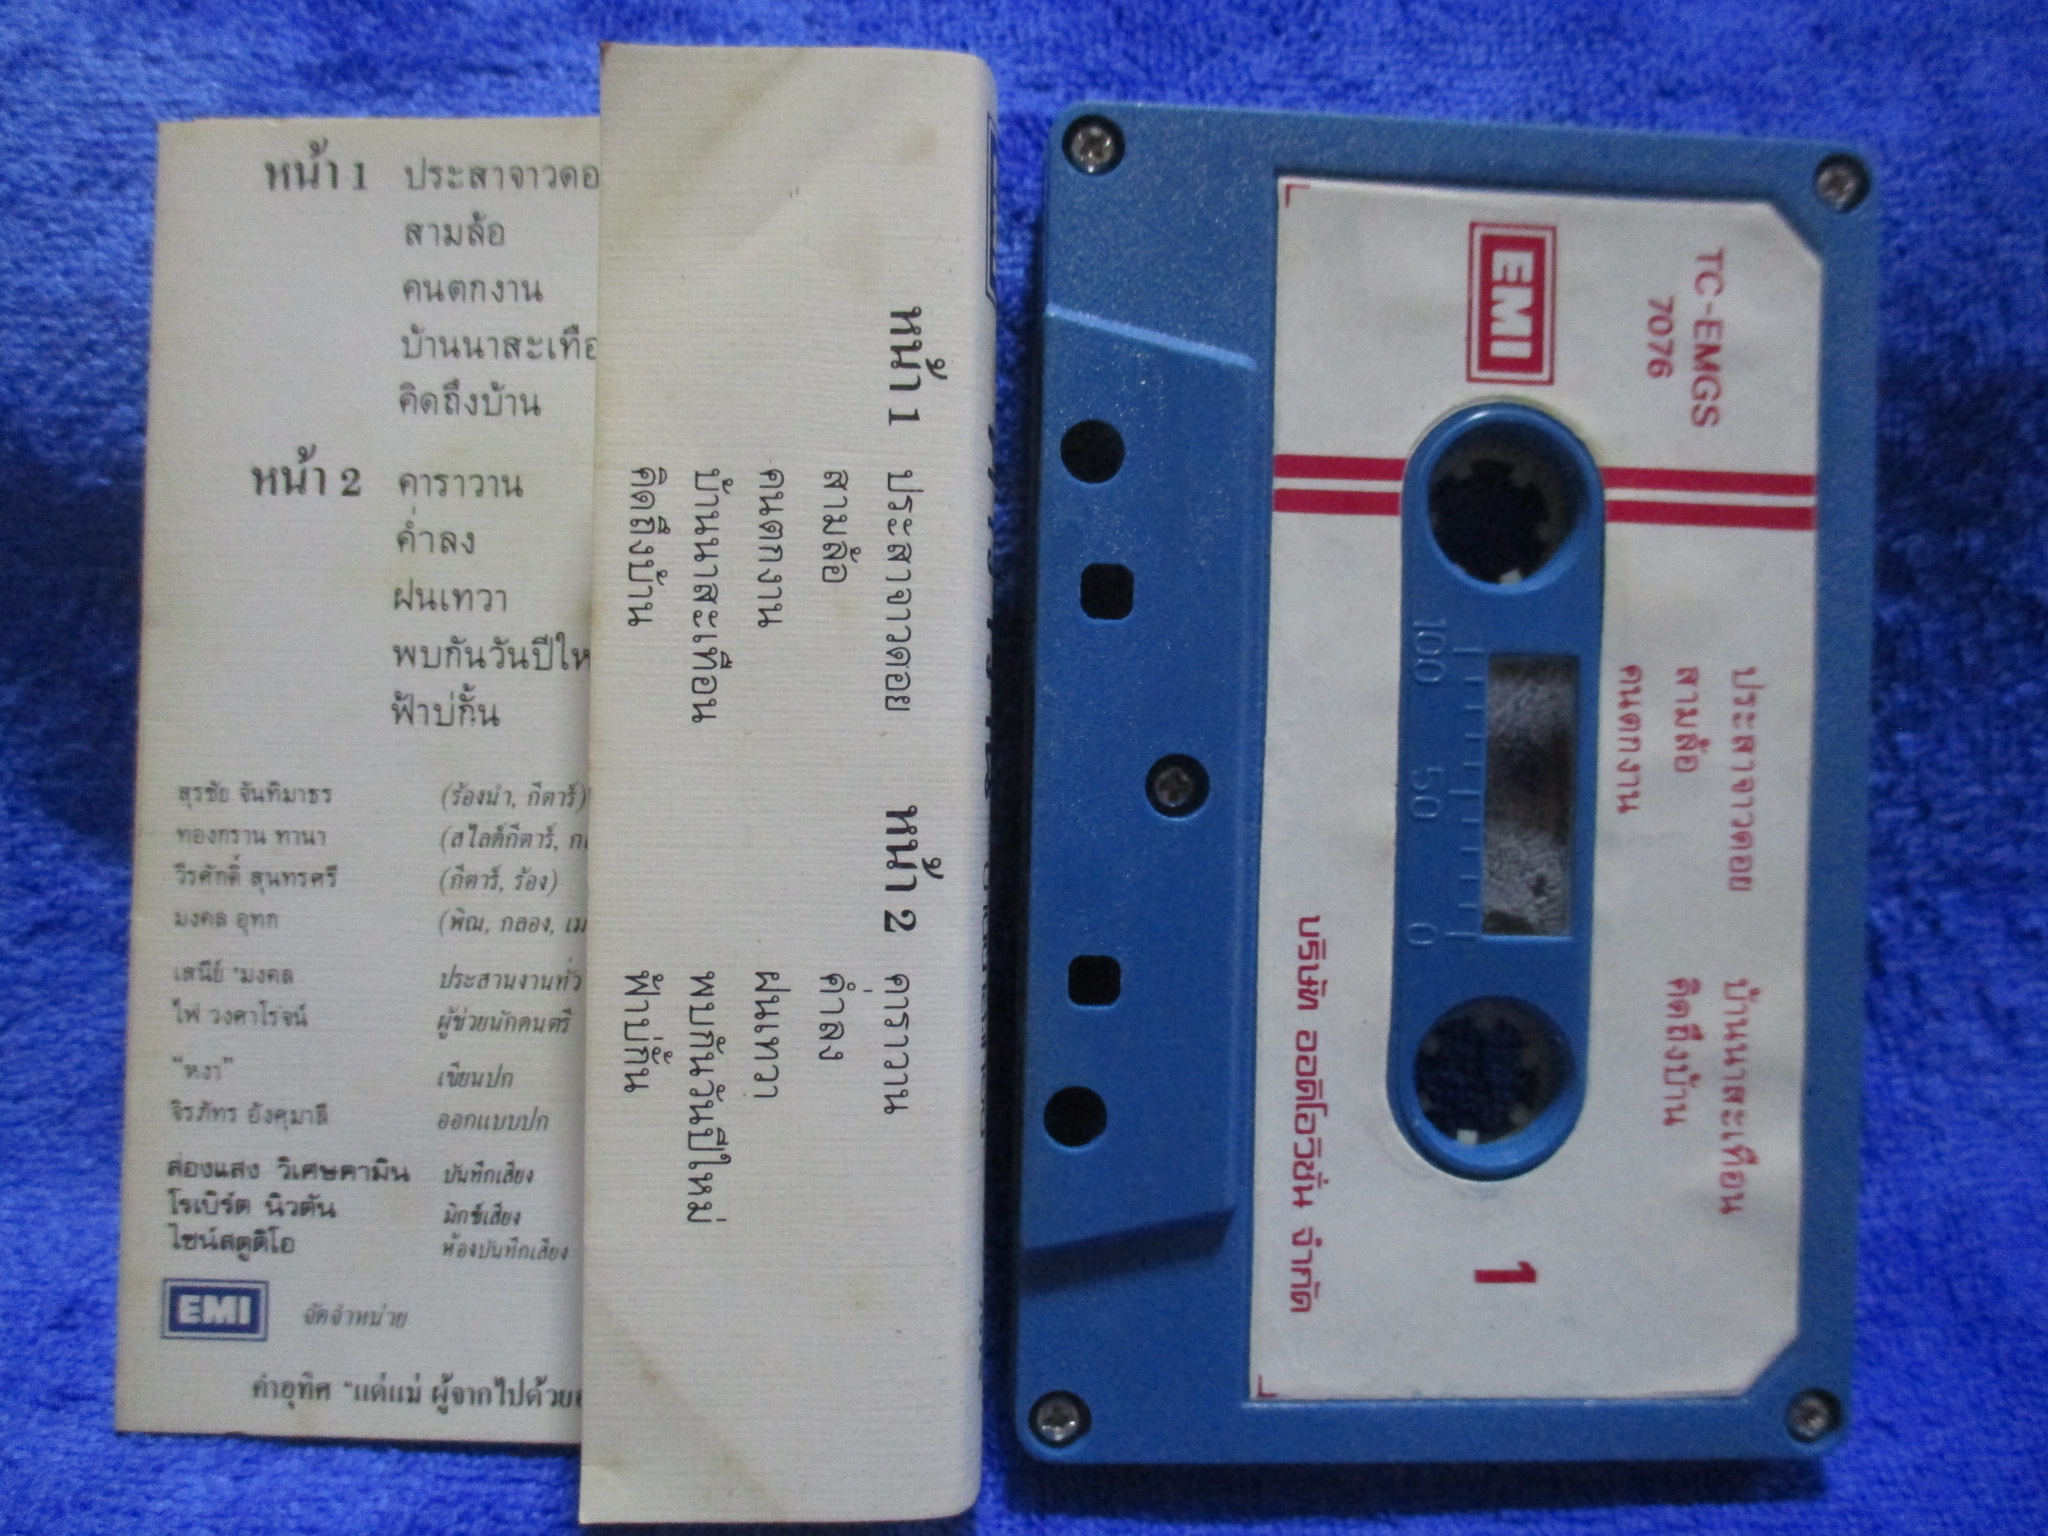 หน้า 1 ประสาจาวดอ
สามล้อ
คนตกงาน
บ้านนาสะเทือ
คิดถึงบ้าน
หน้า 2 คาราวาน
ค่ำลง
ฝนเทวา
พบกันวันปีให
ฟ้าบ่กั้น
สุรชัย จันทิมาธร (ร้องนำ, กีตาร์)
ทองกราน ทานา (สไลด์กีตาร์,
วีรศักดิ์ สุนทรศรี (กีตาร์, ร้อง)
มงคล อุทก (พิณ, กลอง, เม
เสนีย์ มงคล ประสานงานทั่ว
ไพ่ วงศาโรจน์ ผู้ช่วยนักดนตรี
"หงา" เขียนปก
จิรภัทร อังศุมาลี ออกแบบปก
ส่องแสง วิเศษคามิน บันทึกเสียง
โรเบิร์ต นิวตัน มิกซ์เสียง
ไซน์สตูดิโอ ห้องบันทึกเสียง
EMI จัดจำหน่าย
คำอุทิศ "แด่แม่ ผู้จากไปด้วย
หน้า 1 ประสาจาวดอย
สามล้อ
คนตกงาน
บ้านนาสะเทือน
คิดถึงบ้าน
หน้า 2 คาราวาน
ค่ำลง
ฝนเทวา
พบกันวันปีใหม่
ฟ้าบ่กั้น
TC-EMGS
7076
EMI
ประสาจาวดอย
สามล้อ
คนตกงาน
บ้านนาสะเทือน
คิดถึงบ้าน
100 50 0
1
บริษัท ออดิโอวิชั่น จำกัด